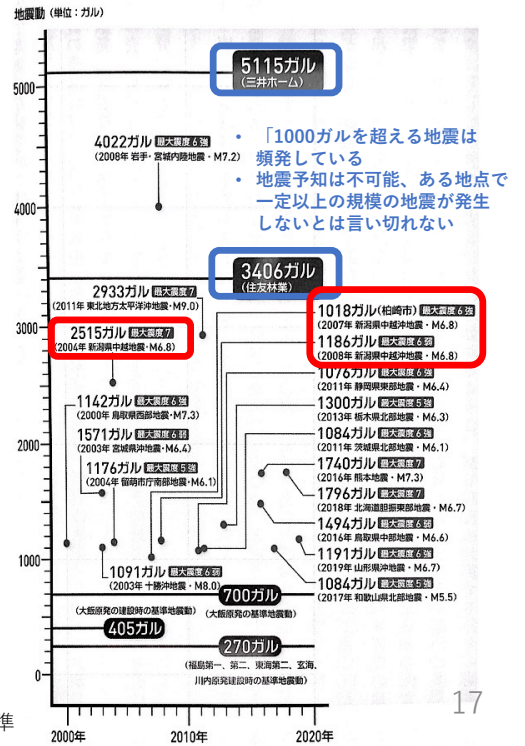 地震動（単位：ガル）
5115ガル
（三井ホーム）
5000
4022ガル 最大震度6強
（2008年 岩手・宮城内陸地震・M7.2）
• 「1000ガルを超える地震は
頻発している
• 地震予知は不可能、ある地点で
一定以上の規模の地震が発生
しないとは言い切れない
4000
3406ガル
（住友林業）
2933ガル 最大震度7
（2011年 東北地方太平洋沖地震・M9.0）
3000
2515ガル 最大震度7
（2004年 新潟県中越地震・M6.8）
1018ガル（柏崎市）最大震度6強
（2007年 新潟県中越沖地震・M6.8）
1186ガル 最大震度6弱
（2008年 新潟県中越沖地震・M6.8）
1076ガル 最大震度6強
（2011年 静岡県東部地震・M6.4）
1142ガル 最大震度6強
（2000年 鳥取県西部地震・M7.3）
1300ガル 最大震度5強
（2013年 栃木県北部地震・M6.3）
1571ガル 最大震度6弱
（2003年 宮城県沖地震・M6.4）
1084ガル 最大震度6強
（2011年 茨城県北部地震・M6.1）
2000
1176ガル 最大震度5強
（2004年 留萌市庁南部地震・M6.1）
1740ガル 最大震度7
（2016年 熊本地震・M7.3）
1796ガル 最大震度7
（2018年 北海道胆振東部地震・M6.7）
1494ガル 最大震度6弱
（2016年 鳥取県中部地震・M6.6）
1191ガル 最大震度6強
（2019年 山形県沖地震・M6.7）
1000
1091ガル 最大震度6弱
（2003年 十勝沖地震・M8.0）
1084ガル 最大震度5強
（2017年 和歌山県北部地震・M5.5）
700ガル
（大飯原発の建設時の基準地震動）
（大飯原発の基準地震動）
405ガル
270ガル
（福島第一、第二、東海第二、玄海、
川内原発建設時の基準地震動）
0
17
準
2000年
2010年
2020年